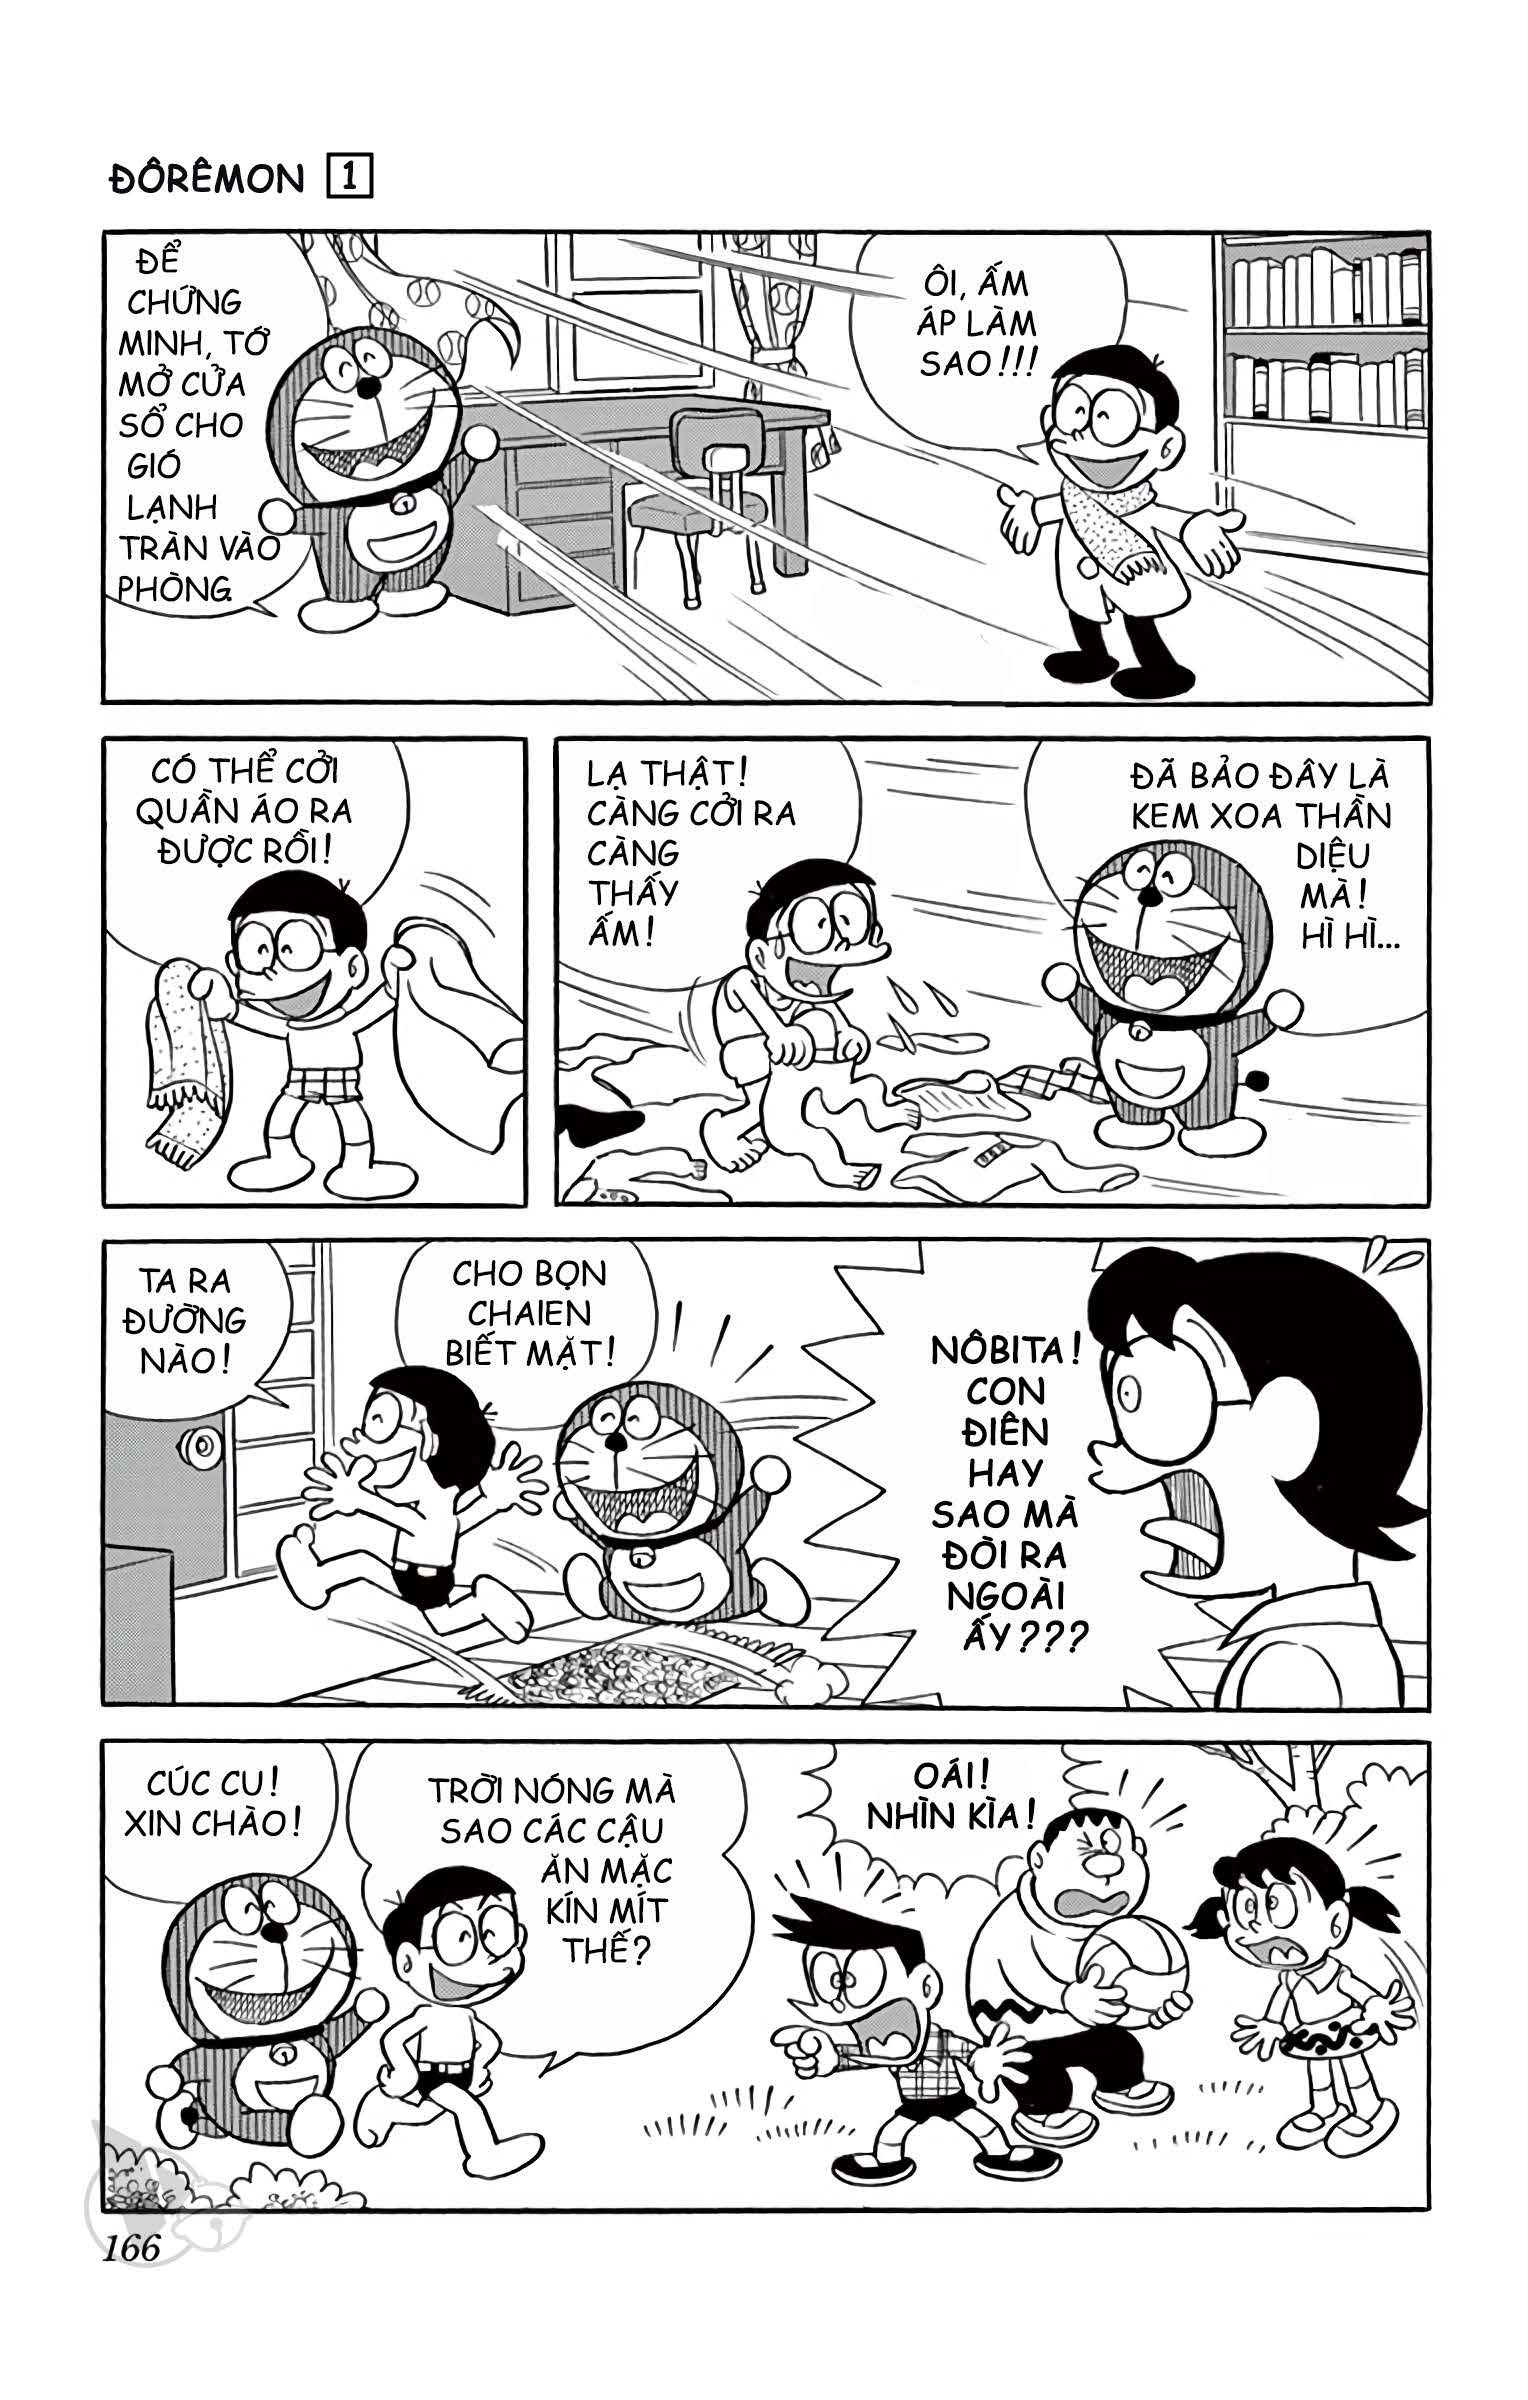 ĐÔRÊMON 1
ĐỂ
CHỨNG
MINH, TỚ
MỞ CỬA
SỔ CHO
GIÓ
LẠNH
TRÀN VÀO
PHÒNG.
ÔI, ẤM
ÁP LÀM
SAO!!!
CÓ THỂ CỞI
QUẦN ÁO RA
ĐƯỢC RỒI!
LẠ THẬT!
CÀNG CỞI RA
CÀNG
THẤY
ẤM!
ĐÃ BẢO ĐÂY LÀ
KEM XOA THẦN
DIỆU
MÀ!
HÌ HÌ...
TA RA
ĐƯỜNG
NÀO!
CHO BỌN
CHAIEN
BIẾT MẶT!
NÔBITA!
CON
ĐIÊN
HAY
SAO MÀ
ĐÒI RA
NGOÀI
ẤY???
CÚC CU!
XIN CHÀO!
TRỜI NÓNG MÀ
SAO CÁC CẬU
ĂN MẶC
KÍN MÍT
THẾ?
OÁI!
NHÌN KÌA!
166